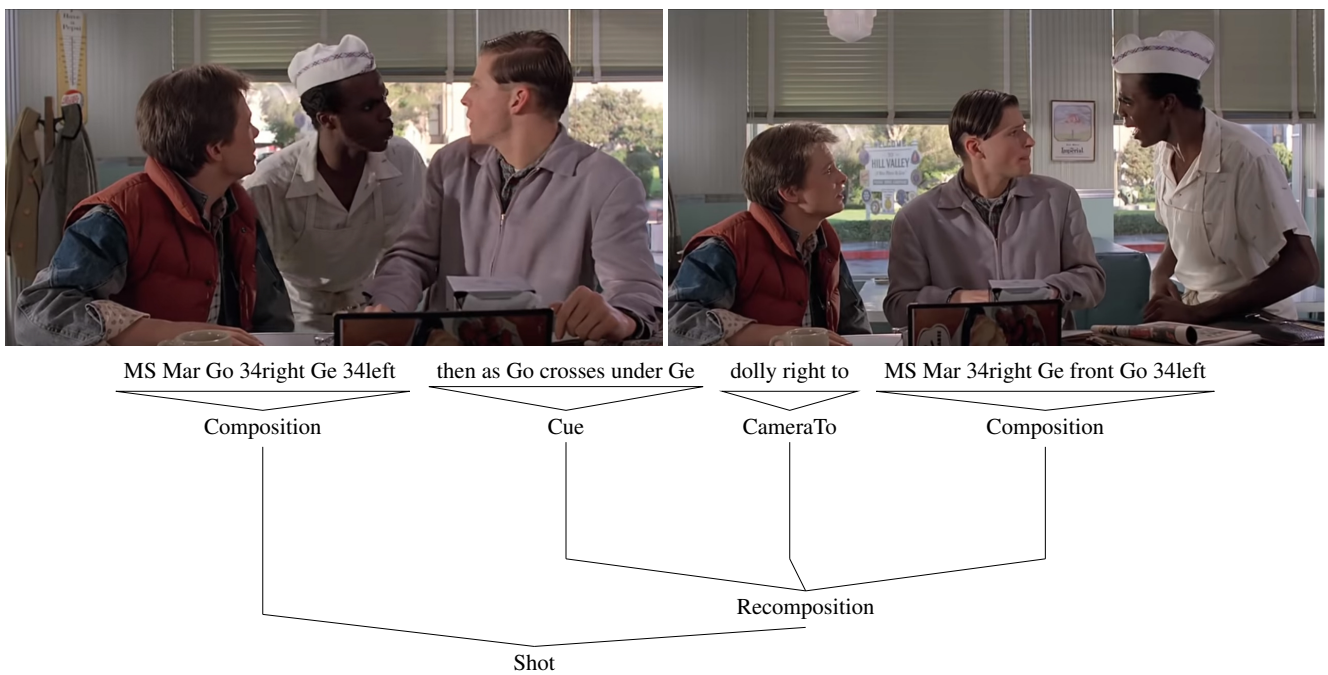 HILL VALLEY
Imperial
MS Mar Go 34right Ge 34left then as Go crosses under Ge dolly right to MS Mar 34right Ge front Go 34left
Composition Cue CameraTo Composition
Recomposition
Shot